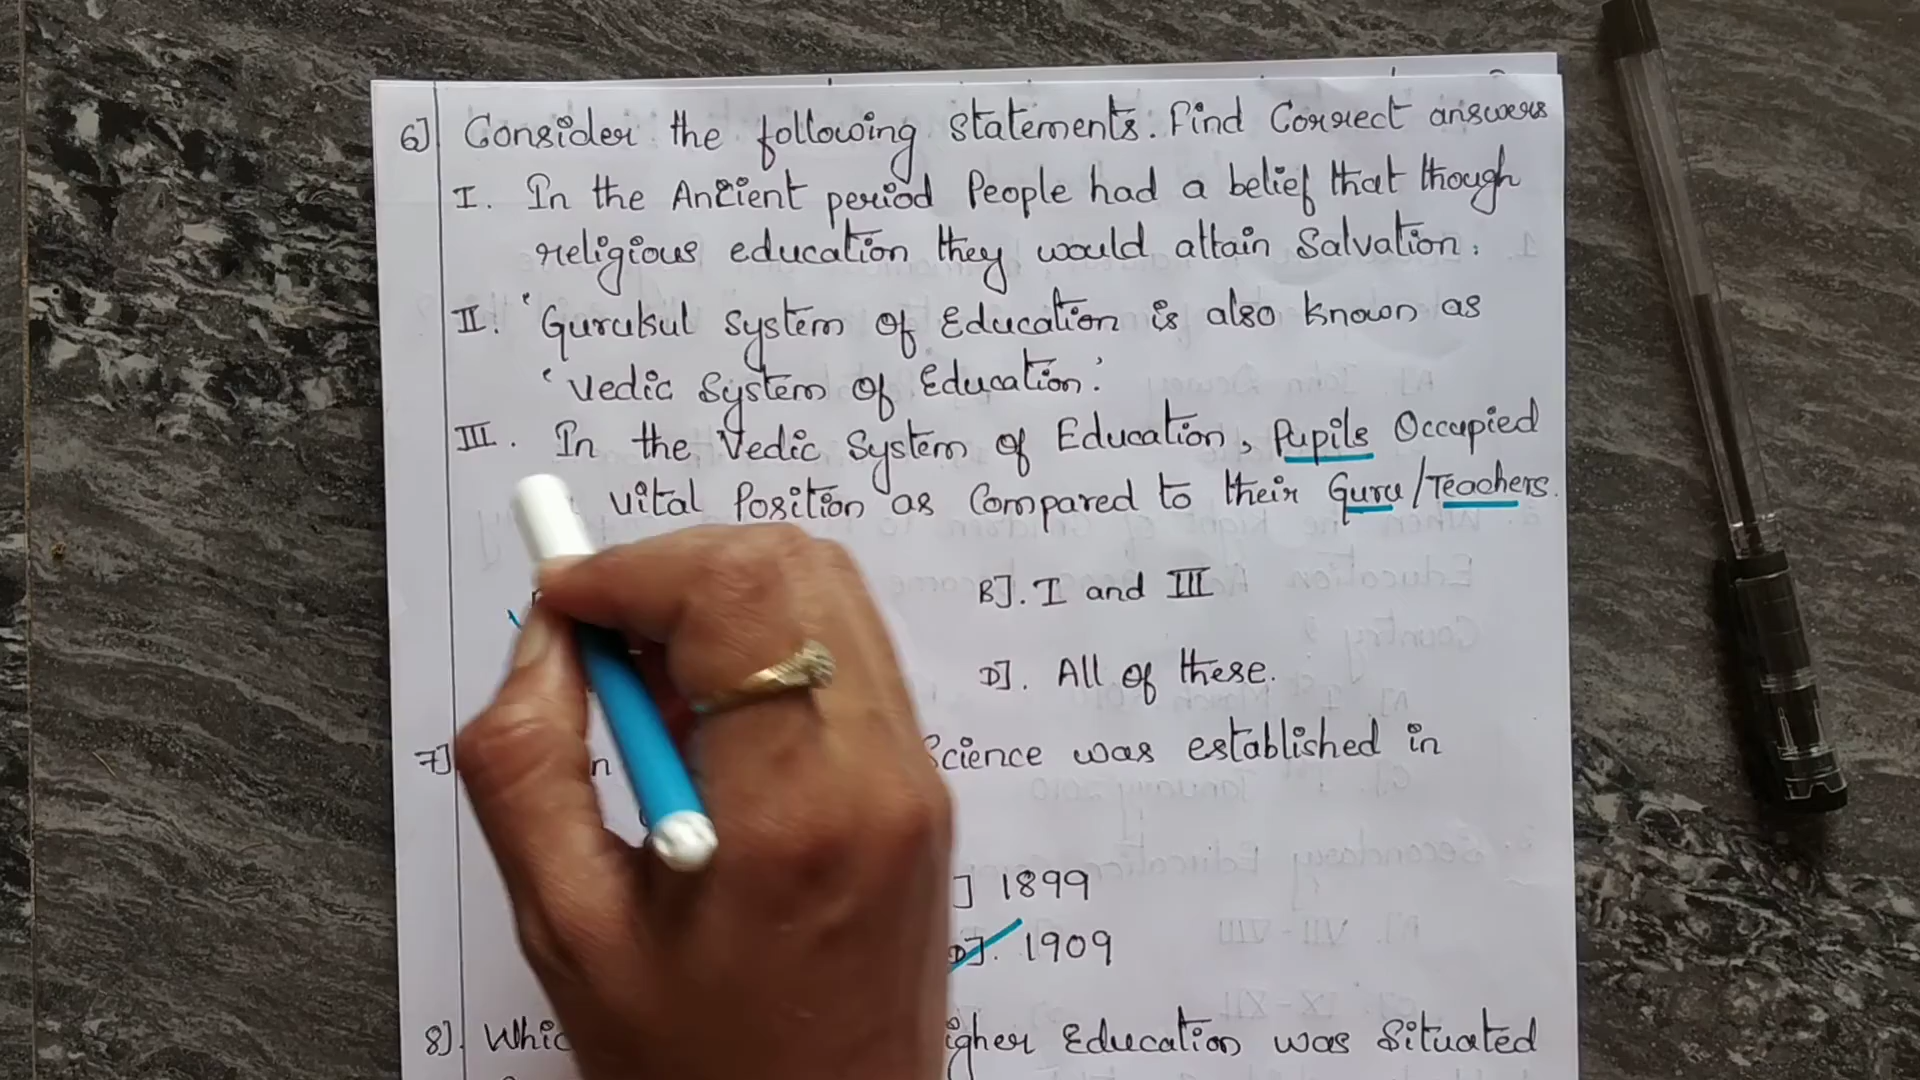 6] Consider the following statements. Find Correct answers
I. In the Ancient period People had a belief that though
religious education they would attain Salvation.
II. 'Gurukul System Of Education is also known as
'Vedic System Of Education.'
III. In the Vedic System of Education, Pupils Occupied
vital Position as Compared to their Guru/Teachers.
B]. I and III
D]. All of these.
7] Science was established in
] 1899
D]. 1909
8]. Higher Education was Situated